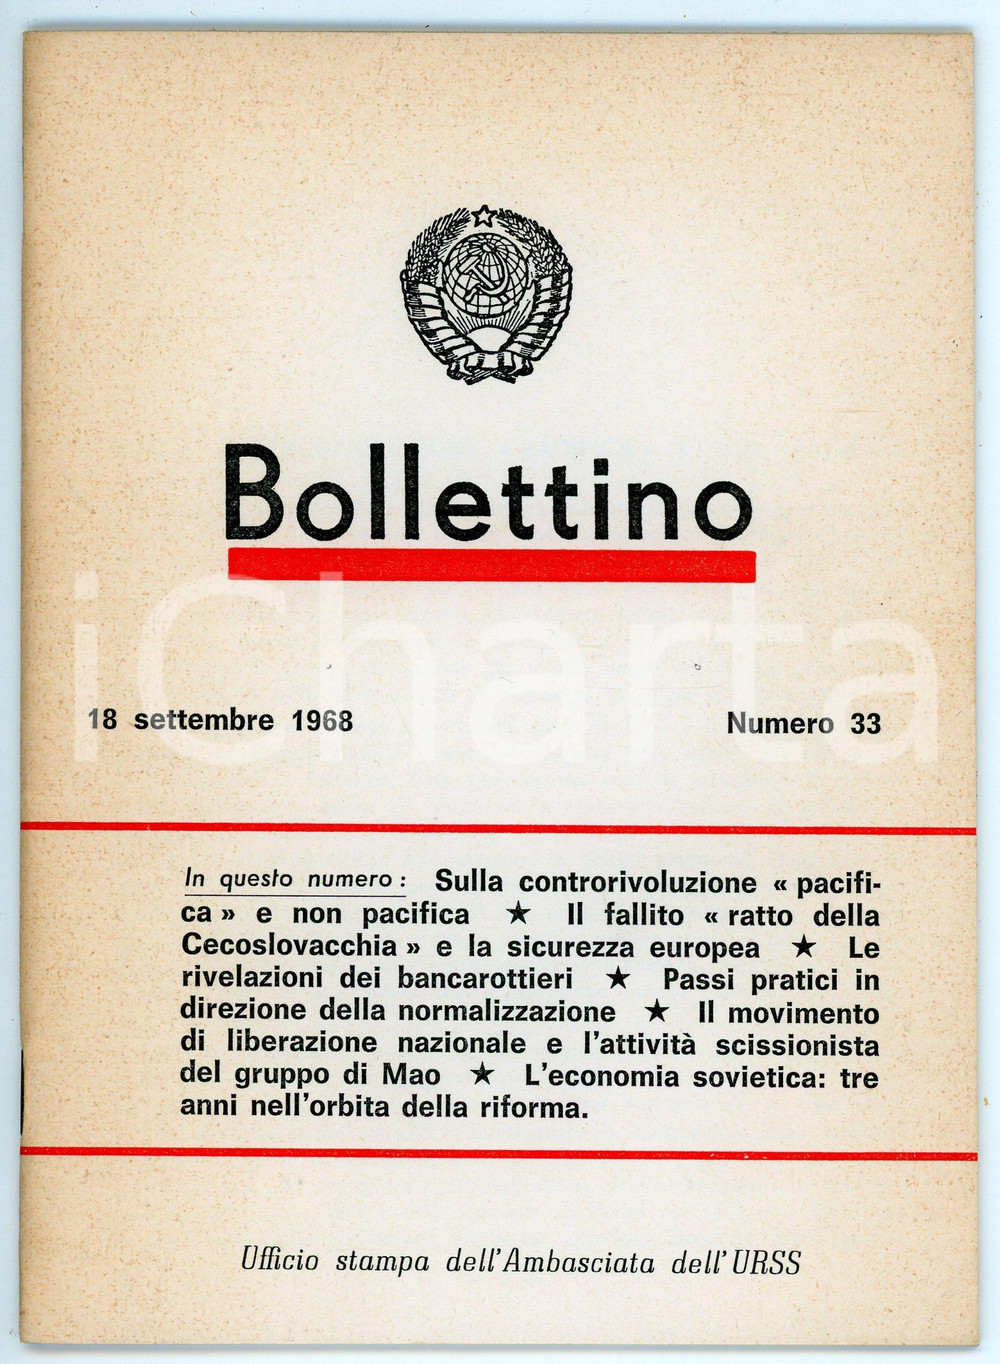 Bollettino
iCharta
18 settembre 1968 Numero 33
In questo numero: Sulla controrivoluzione « pacifi-
ca » e non pacifica ★ Il fallito « ratto della
Cecoslovacchia » e la sicurezza europea ★ Le
rivelazioni dei bancarottieri ★ Passi pratici in
direzione della normalizzazione ★ Il movimento
di liberazione nazionale e l'attività scissionista
del gruppo di Mao ★ L'economia sovietica: tre
anni nell'orbita della riforma.
Ufficio stampa dell'Ambasciata dell'URSS